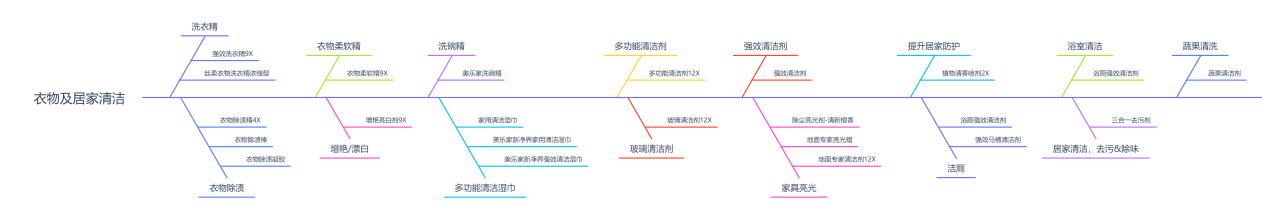 衣物及居家清洁
洗衣精
强效洗衣精9X
丝柔衣物洗衣精浓缩型
衣物除渍精4X
衣物除渍棒
衣物除渍凝胶
衣物除渍
衣物柔软精
衣物柔软精9X
增艳亮白剂9X
增艳/漂白
洗碗精
美乐家洗碗精
家用清洁湿巾
美乐家新净界家用清洁湿巾
美乐家新净界强效清洁湿巾
多功能清洁湿巾
多功能清洁剂
多功能清洁剂12X
玻璃清洁剂12X
玻璃清洁剂
强效清洁剂
强效清洁剂
除尘亮光剂-清新橙香
地面专家亮光蜡
地面专家清洁剂12X
家具亮光
提升居家防护
植物清香喷剂2X
浴厕强效清洁剂
强效马桶清洁剂
洁厕
浴室清洁
浴厕强效清洁剂
三合一去污剂
居家清洁，去污&除味
蔬果清洗
蔬果清洁剂